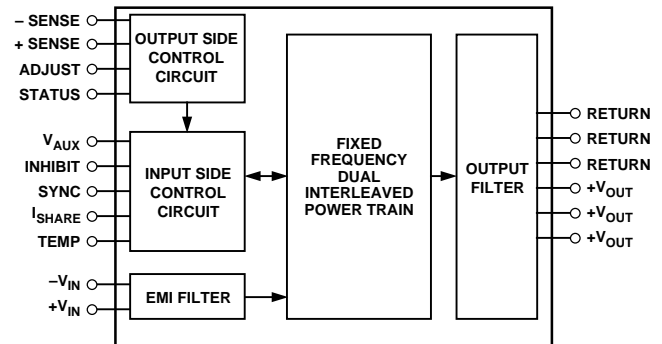 – SENSE
+ SENSE
ADJUST
STATUS
OUTPUT SIDE
CONTROL
CIRCUIT
VAUX
INHIBIT
SYNC
ISHARE
TEMP
INPUT SIDE
CONTROL
CIRCUIT
–VIN
+VIN
EMI FILTER
FIXED
FREQUENCY
DUAL
INTERLEAVED
POWER TRAIN
OUTPUT
FILTER
RETURN
RETURN
RETURN
+VOUT
+VOUT
+VOUT